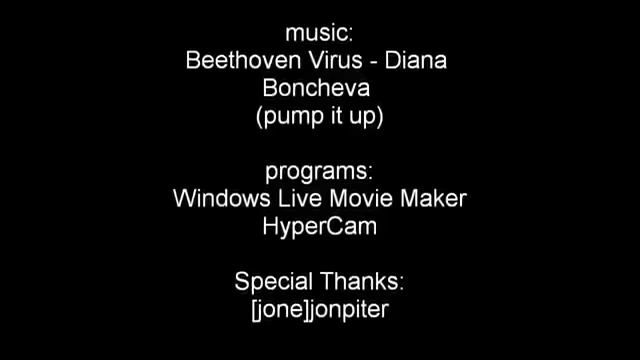 music:
Beethoven Virus - Diana
Boncheva
(pump it up)
programs:
Windows Live Movie Maker
HyperCam
Special Thanks:
[jone]jonpiter